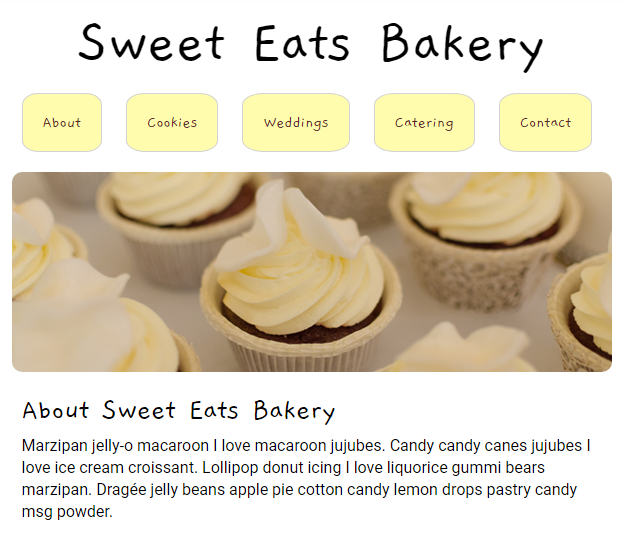 Sweet Eats Bakery
About
Cookies
Weddings
Catering
Contact
About Sweet Eats Bakery
Marzipan jelly-o macaroon I love macaroon jujubes. Candy candy canes jujubes I
love ice cream croissant. Lollipop donut icing I love liquorice gummi bears
marzipan. Dragée jelly beans apple pie cotton candy lemon drops pastry candy
msg powder.